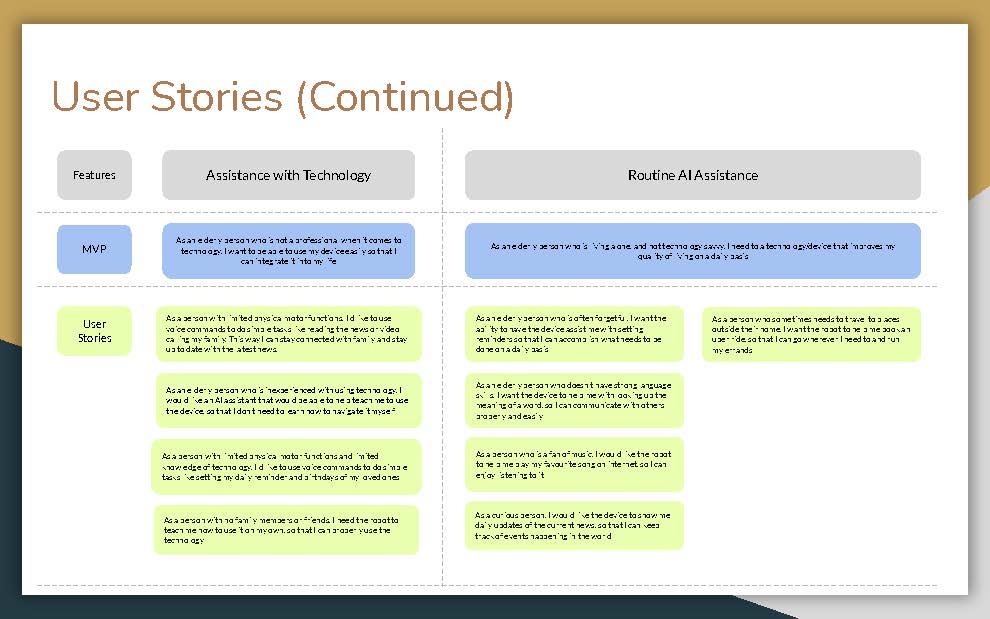 User Stories (Continued)
Features
Assistance with Technology
Routine AI Assistance
MVP
As an elderly person who is not a professional when it comes to
technology, I want to be able to use my device easily so that I
can integrate it into my life
As an elderly person who is living alone, and not technology savvy, I need to a technology/device that improves my
quality of living on a daily basis
User
Stories
As a person with limited physical motor functions, I'd like to use
voice commands to do simple tasks like reading the news or video
calling my family. This way I can stay connected with family and stay
up to date with the latest news.
As an elderly person who is inexperienced with using technology, I
would like an AI assistant that would be able to help teach me to use
the device, so that I don't need to learn how to navigate it myself
As a person with limited physical motor functions and limited
knowledge of technology, I'd like to use voice commands to do simple
tasks like setting my daily reminder and birthdays of my loved ones
As a person with no family members or friends, I need the robot to
teach me how to use it on my own, so that I can properly use the
technology
As an elderly person who is often forgetful, I want the
ability to have the device assist me with setting
reminders so that I can accomplish what needs to be
done on a daily basis
As an elderly person who doesn't have strong language
skills, I want the device to help me with looking up the
meaning of a word, so I can communicate with others
properly and easily
As a person who is a fan of music, I would like the robot
to help me play my favourite song on internet, so I can
enjoy listening to it
As a curious person, I would like the device to show me
daily updates of the current news, so that I can keep
track of events happening in the world
As a person who sometimes needs to travel to places
outside their home, I want the robot to help me book an
uber ride, so that I can go wherever I need to and run
my errands